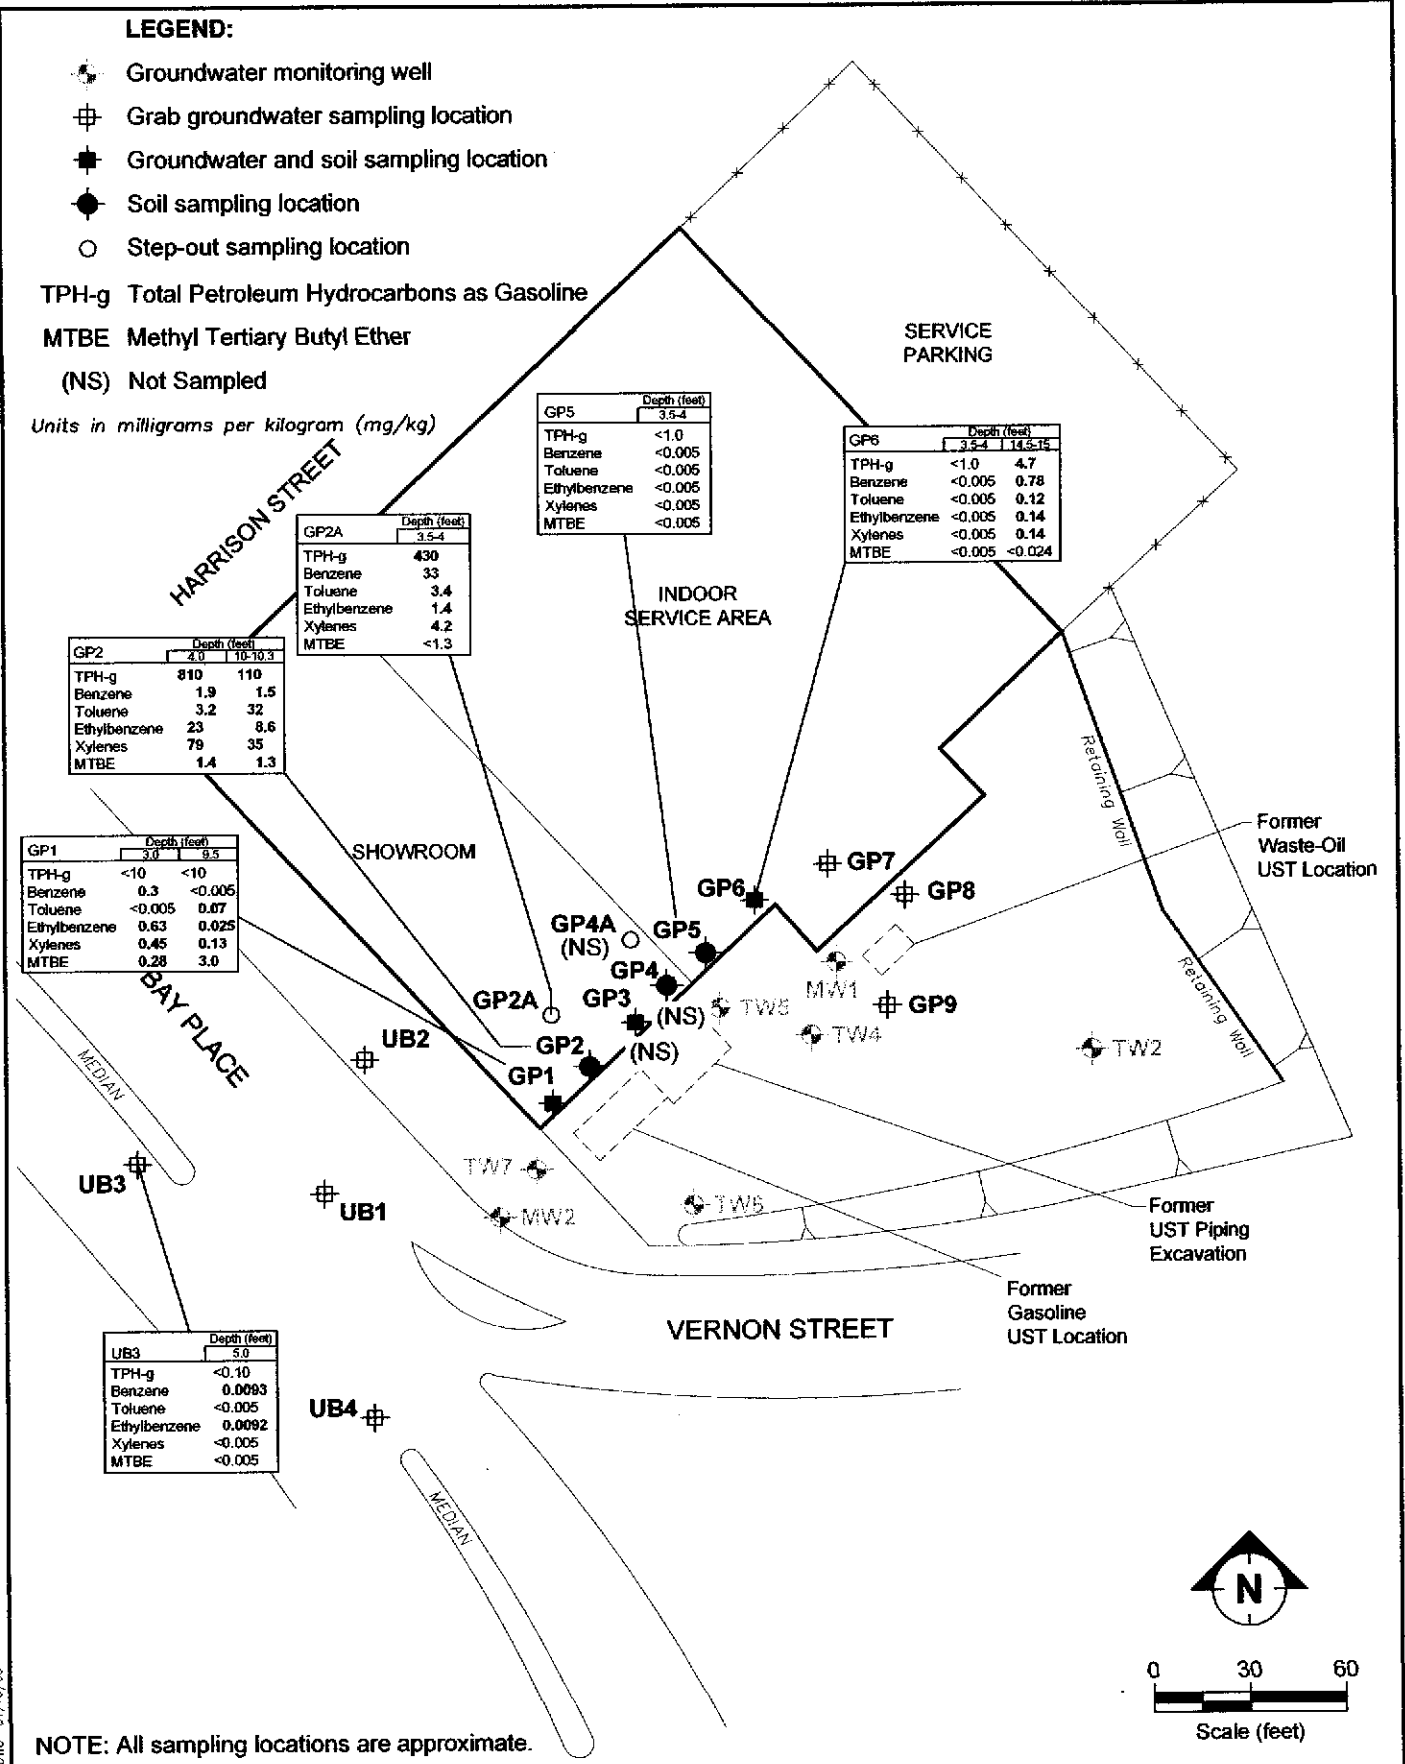 LEGEND:
Groundwater monitoring well
Grab groundwater sampling location
Groundwater and soil sampling location
Soil sampling location
Step-out sampling location
TPH-g Total Petroleum Hydrocarbons as Gasoline
MTBE Methyl Tertiary Butyl Ether
(NS) Not Sampled
Units in milligrams per kilogram (mg/kg)
SERVICE
PARKING
HARRISON STREET
GP5 Depth (feet)
3.5-4
TPH-g <1.0
Benzene <0.005
Toluene <0.005
Ethylbenzene <0.005
Xylenes <0.005
MTBE <0.005
GP6 Depth (feet)
3.5-4 14.5-15
TPH-g <1.0 4.7
Benzene <0.005 0.78
Toluene <0.005 0.12
Ethylbenzene <0.005 0.14
Xylenes <0.005 0.14
MTBE <0.005 <0.024
GP2A Depth (feet)
3.5-4
TPH-g 430
Benzene 33
Toluene 3.4
Ethylbenzene 1.4
Xylenes 4.2
MTBE <1.3
INDOOR
SERVICE AREA
GP2 Depth (feet)
4.0 10-10.3
TPH-g 810 110
Benzene 1.9 1.5
Toluene 3.2 32
Ethylbenzene 23 8.6
Xylenes 79 35
MTBE 1.4 1.3
GP1 Depth (feet)
3.0 9.5
TPH-g <10 <10
Benzene 0.3 <0.005
Toluene <0.005 0.07
Ethylbenzene 0.63 0.025
Xylenes 0.45 0.13
MTBE 0.28 3.0
SHOWROOM
Retaining Wall
Former
Waste-Oil
UST Location
GP7
GP6
GP8
GP4A
(NS)
GP5
GP4
MW1
Retaining Wall
BAY PLACE
GP2A
GP3
(NS)
TW5
GP9
TW4
TW2
UB2
GP2
(NS)
GP1
MEDIAN
UB3
TW7
UB1
MW2
TW6
Former
UST Piping
Excavation
Former
Gasoline
UST Location
VERNON STREET
UB3 Depth (feet)
5.0
TPH-g <0.10
Benzene 0.0093
Toluene <0.005
Ethylbenzene 0.0092
Xylenes <0.005
MTBE <0.005
UB4
MEDIAN
N
0 30 60
Scale (feet)
NOTE: All sampling locations are approximate.